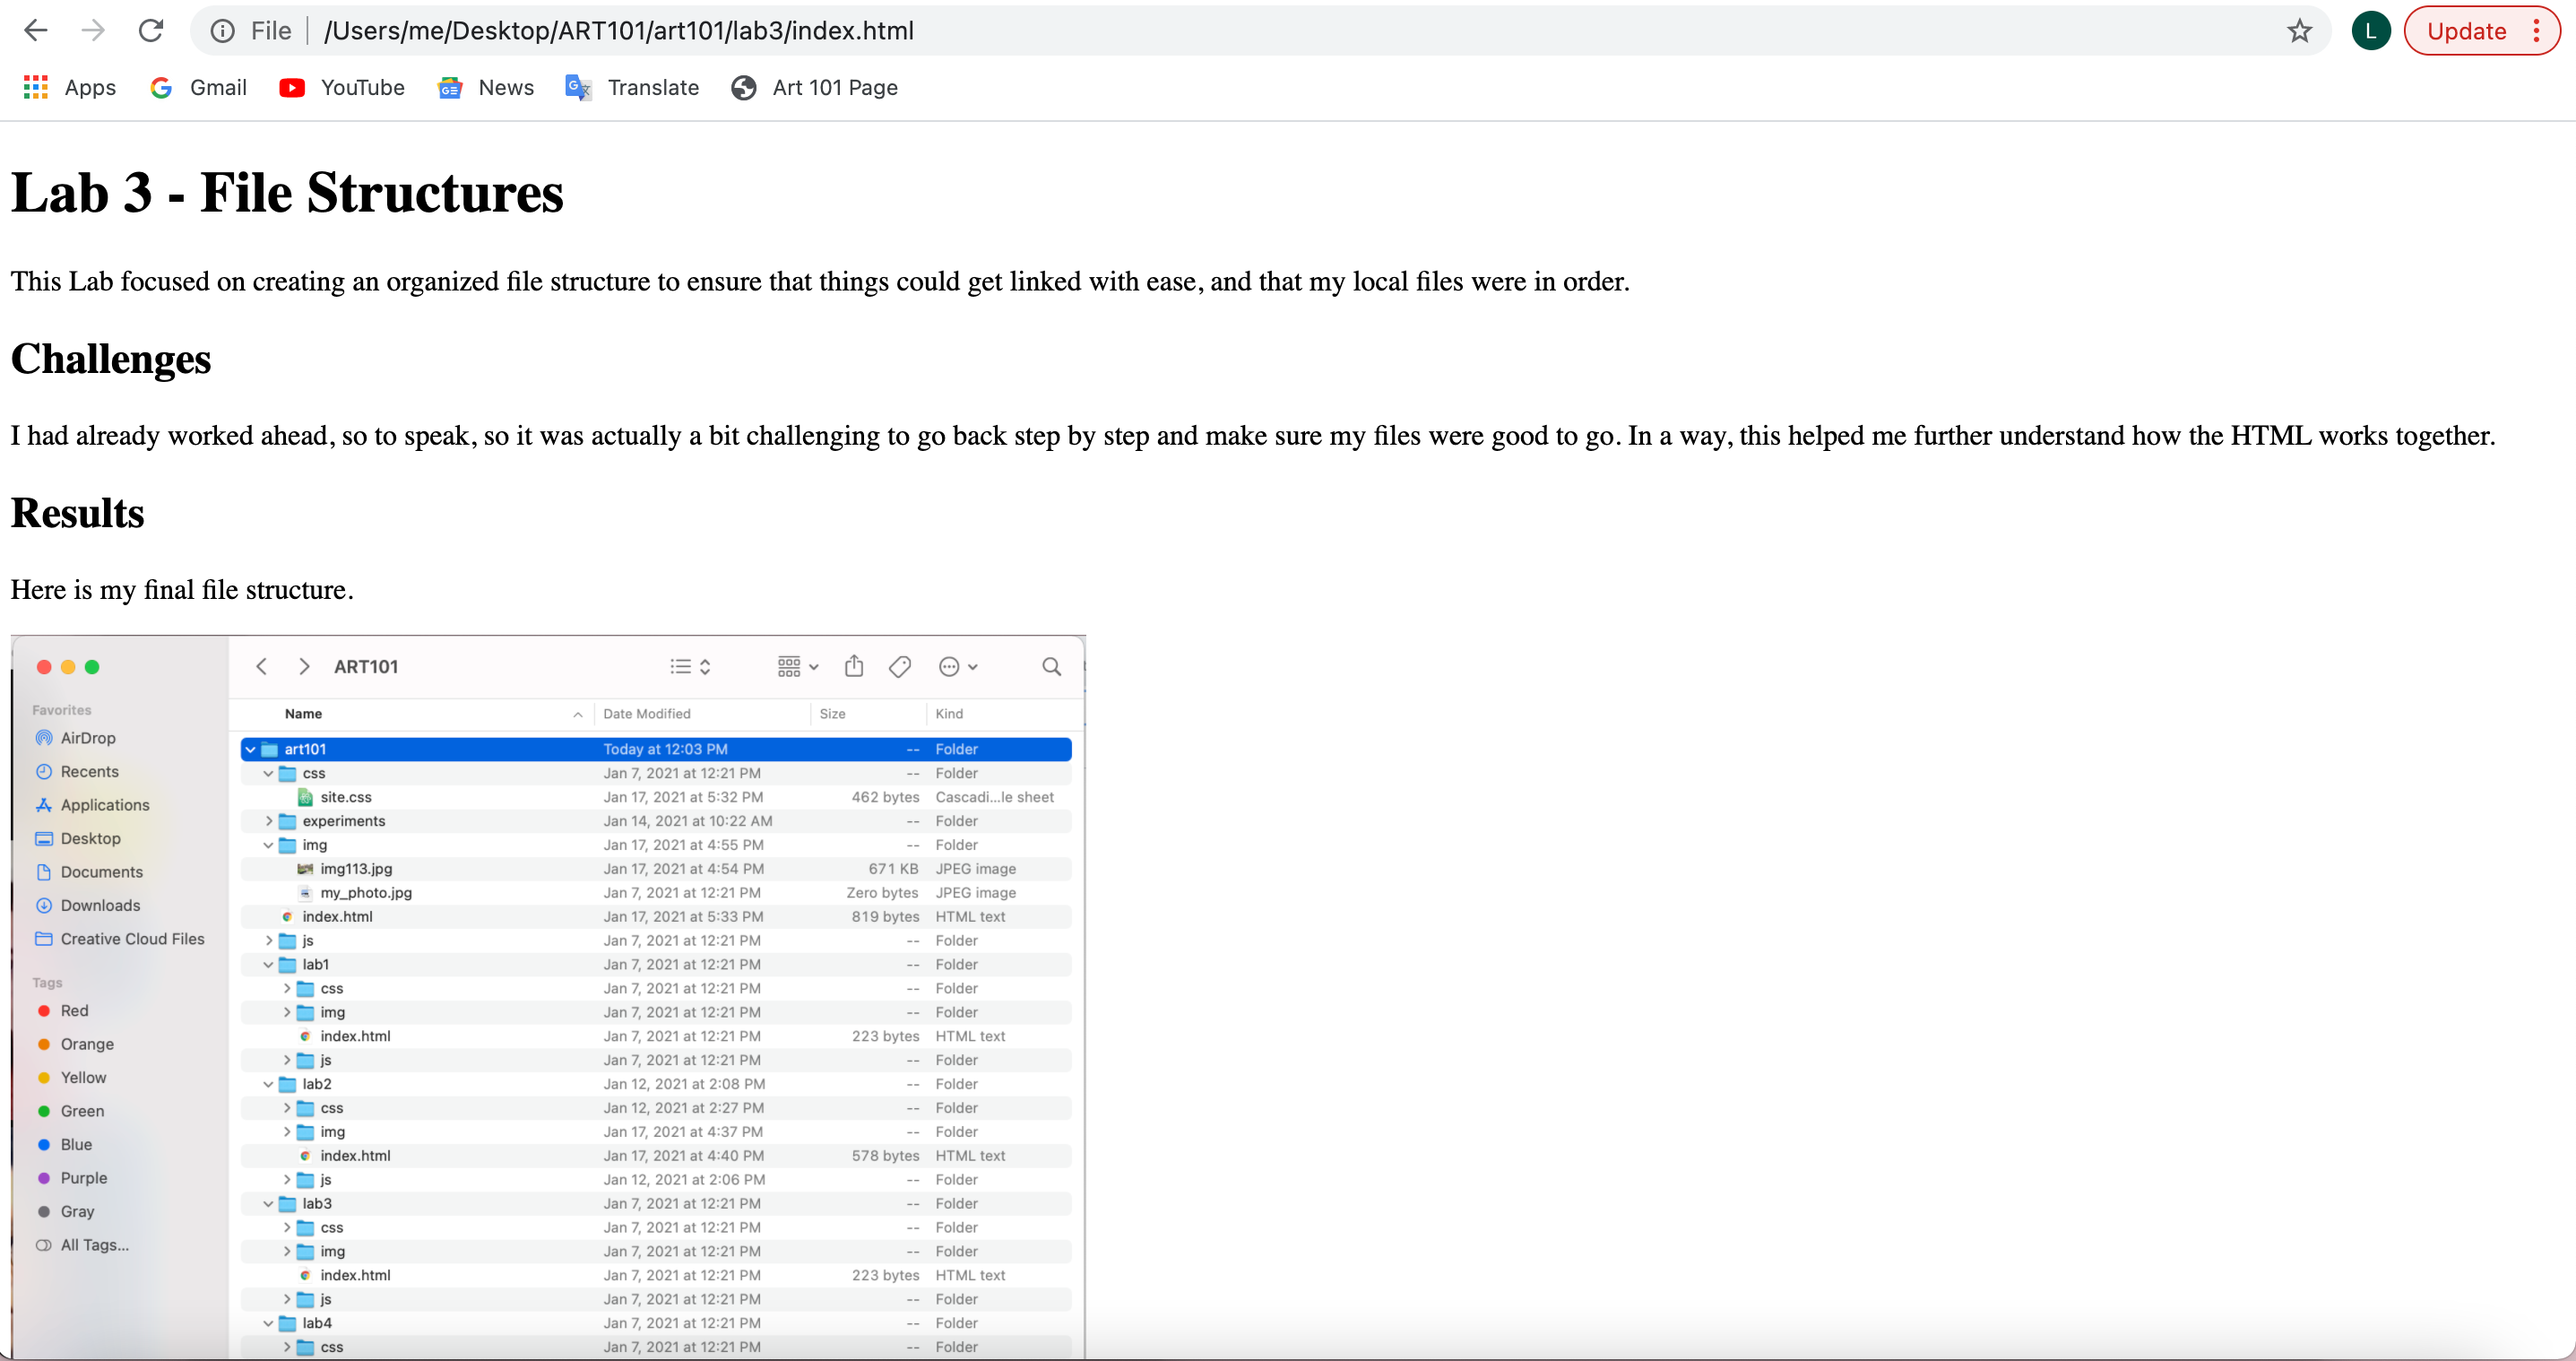 File | /Users/me/Desktop/ART101/art101/lab3/index.html L Update
Apps Gmail YouTube News Translate Art 101 Page
Lab 3 - File Structures
This Lab focused on creating an organized file structure to ensure that things could get linked with ease, and that my local files were in order.
Challenges
I had already worked ahead, so to speak, so it was actually a bit challenging to go back step by step and make sure my files were good to go. In a way, this helped me further understand how the HTML works together.
Results
Here is my final file structure.
ART101
Favorites
AirDrop
Recents
Applications
Desktop
Documents
Downloads
Creative Cloud Files
Tags
Red
Orange
Yellow
Green
Blue
Purple
Gray
All Tags...
Name Date Modified Size Kind
art101 Today at 12:03 PM -- Folder
css Jan 7, 2021 at 12:21 PM -- Folder
site.css Jan 17, 2021 at 5:32 PM 462 bytes Cascadi...le sheet
experiments Jan 14, 2021 at 10:22 AM -- Folder
img Jan 17, 2021 at 4:55 PM -- Folder
img113.jpg Jan 17, 2021 at 4:54 PM 671 KB JPEG image
my_photo.jpg Jan 7, 2021 at 12:21 PM Zero bytes JPEG image
index.html Jan 17, 2021 at 5:33 PM 819 bytes HTML text
js Jan 7, 2021 at 12:21 PM -- Folder
lab1 Jan 7, 2021 at 12:21 PM -- Folder
css Jan 7, 2021 at 12:21 PM -- Folder
img Jan 7, 2021 at 12:21 PM -- Folder
index.html Jan 7, 2021 at 12:21 PM 223 bytes HTML text
js Jan 7, 2021 at 12:21 PM -- Folder
lab2 Jan 12, 2021 at 2:08 PM -- Folder
css Jan 12, 2021 at 2:27 PM -- Folder
img Jan 17, 2021 at 4:37 PM -- Folder
index.html Jan 17, 2021 at 4:40 PM 578 bytes HTML text
js Jan 12, 2021 at 2:06 PM -- Folder
lab3 Jan 7, 2021 at 12:21 PM -- Folder
css Jan 7, 2021 at 12:21 PM -- Folder
img Jan 7, 2021 at 12:21 PM -- Folder
index.html Jan 7, 2021 at 12:21 PM 223 bytes HTML text
js Jan 7, 2021 at 12:21 PM -- Folder
lab4 Jan 7, 2021 at 12:21 PM -- Folder
css Jan 7, 2021 at 12:21 PM -- Folder